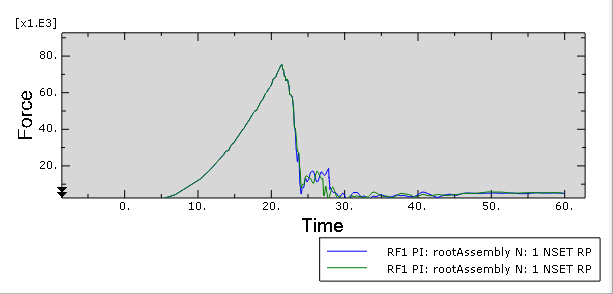 [x1.E3]
80.
60.
40.
20.
Force
0. 10. 20. 30. 40. 50. 60.
Time
RF1 PI: rootAssembly N: 1 NSET RP
RF1 PI: rootAssembly N: 1 NSET RP